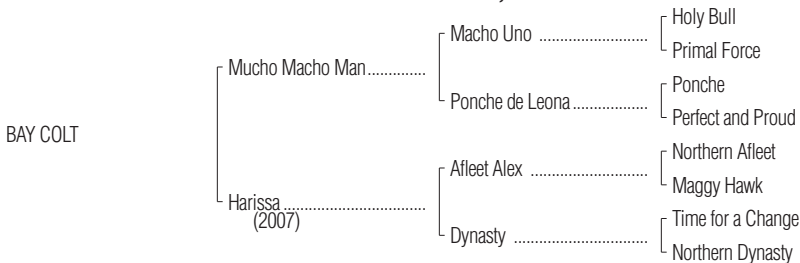 Holy Bull
Macho Uno ........................
Primal Force
Mucho Macho Man..............
Ponche
Ponche de Leona.................
Perfect and Proud
BAY COLT
Northern Afleet
Afleet Alex ..........................
Maggy Hawk
Harissa ................................
(2007)
Time for a Change
Dynasty ..............................
Northern Dynasty